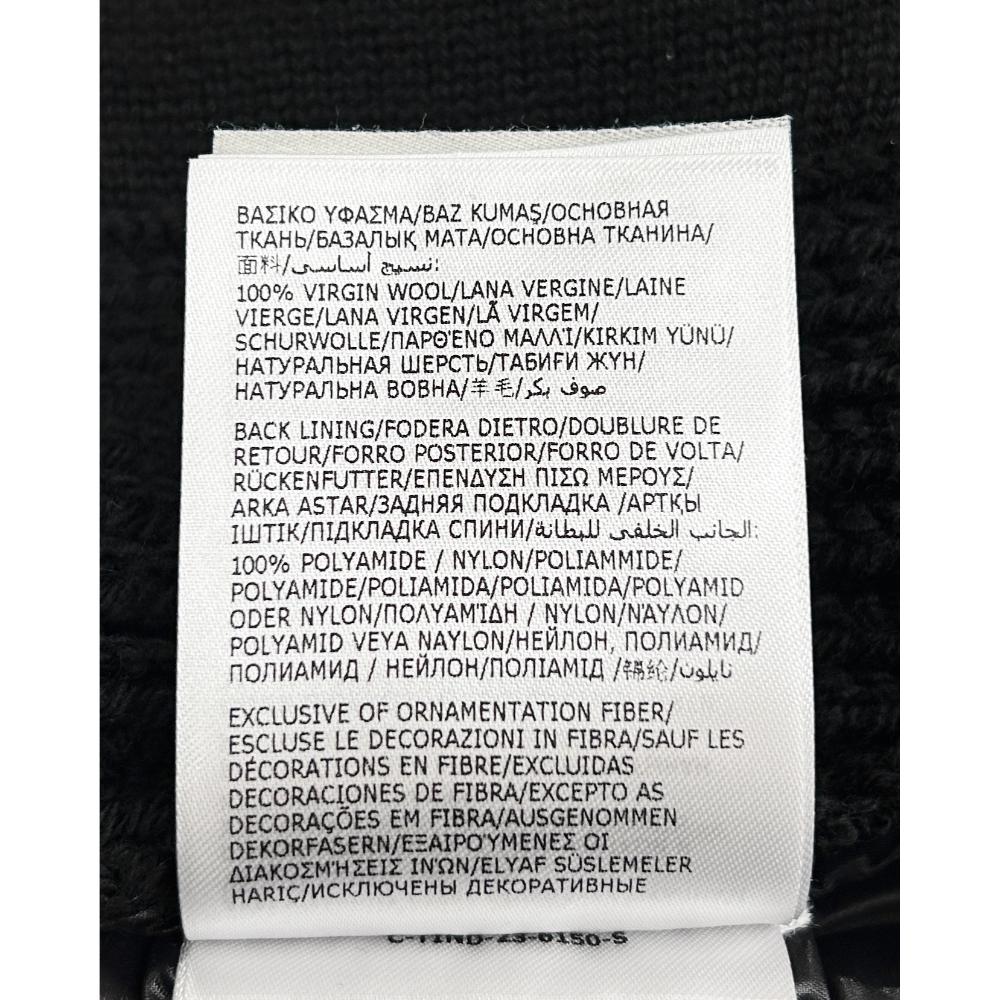 ΒΑΣΙΚΟ ΥΦΑΣΜΑ/BAZ KUMAŞ/ОСНОВНАЯ
ТКАНЬ/БАЗАЛЫҚ МАТА/ОСНОВНА ТКАНИНА/
面料/نسيج أساسى:
100% VIRGIN WOOL/LANA VERGINE/LAINE
VIERGE/LANA VIRGEN/LÃ VIRGEM/
SCHURWOLLE/ΠΑΡΘΈΝΟ ΜΑΛΛΊ/KIRKIM YÜNÜ/
НАТУРАЛЬНАЯ ШЕРСТЬ/ТАБИҒИ ЖҮН/
НАТУРАЛЬНА ВОВНА/羊毛/صوف بكر
BACK LINING/FODERA DIETRO/DOUBLURE DE
RETOUR/FORRO POSTERIOR/FORRO DE VOLTA/
RÜCKENFUTTER/ΕΠΕΝΔΥΣΗ ΠΙΣΩ ΜΕΡΟΥΣ/
ARKA ASTAR/ЗАДНЯЯ ПОДКЛАДКА /АРТҚЫ
ІШТІК/ПІДКЛАДКА СПИНИ/الجانب الخلفى للبطانة:
100% POLYAMIDE / NYLON/POLIAMMIDE/
POLYAMIDE/POLIAMIDA/POLIAMIDA/POLYAMID
ODER NYLON/ΠΟΛΥΑΜΊΔΗ / NYLON/ΝΆΥΛΟΝ/
POLYAMID VEYA NAYLON/НЕЙЛОН, ПОЛИАМИД/
ПОЛИАМИД / НЕЙЛОН/ПОЛІАМІД /锦纶/نايلون
EXCLUSIVE OF ORNAMENTATION FIBER/
ESCLUSE LE DECORAZIONI IN FIBRA/SAUF LES
DÉCORATIONS EN FIBRE/EXCLUIDAS
DECORACIONES DE FIBRA/EXCEPTO AS
DECORAÇÕES EM FIBRA/AUSGENOMMEN
DEKORFASERN/ΕΞΑΙΡΟΎΜΕΝΕΣ ΟΙ
ΔΙΑΚΟΣΜΉΣΕΙΣ ΙΝΏΝ/ELYAF SÜSLEMELER
HARIÇ/ИСКЛЮЧЕНЫ ДЕКОРАТИВНЫЕ